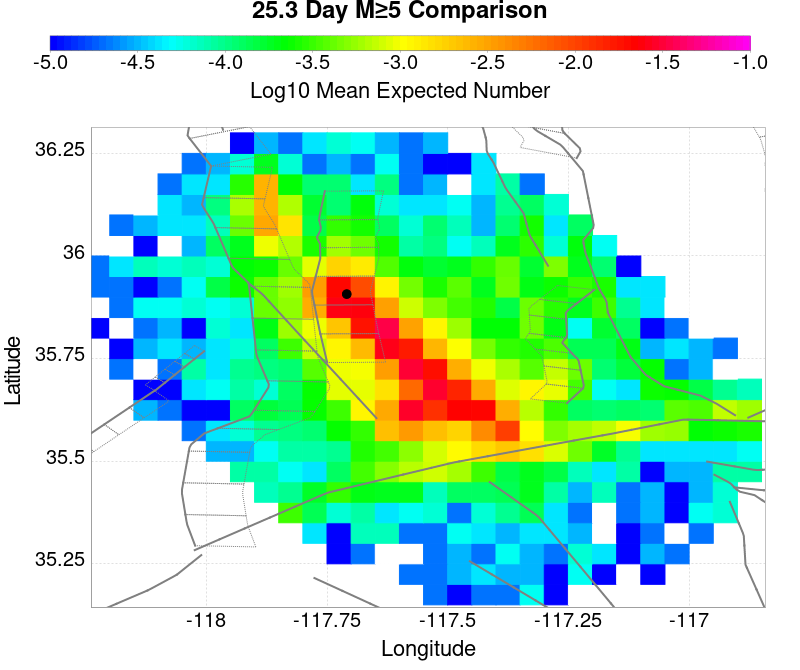 25.3 Day M≥5 Comparison
-5.0 -4.5 -4.0 -3.5 -3.0 -2.5 -2.0 -1.5 -1.0
Log10 Mean Expected Number
36.25
36
35.75
35.5
35.25
Latitude
-118 -117.75 -117.5 -117.25 -117
Longitude